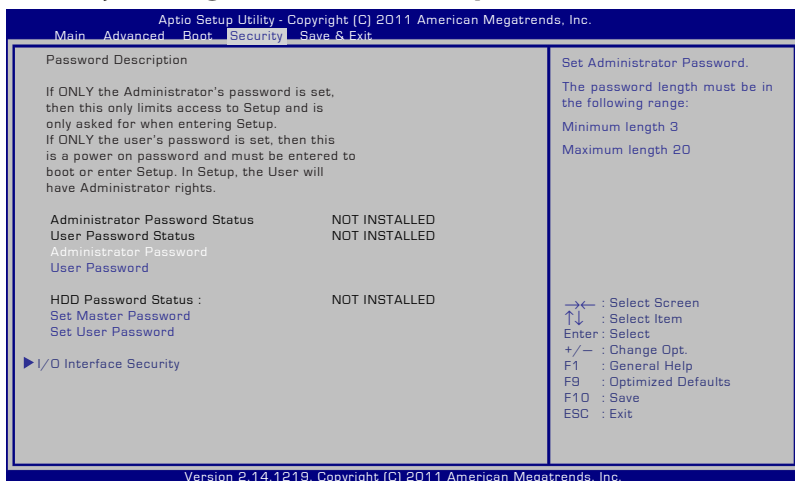 Aptio Setup Utility - Copyright (C) 2011 American Megatrends, Inc.
Main Advanced Boot Security Save & Exit
Password Description
If ONLY the Administrator's password is set,
then this only limits access to Setup and is
only asked for when entering Setup.
If ONLY the user's password is set, then this
is a power on password and must be entered to
boot or enter Setup. In Setup, the User will
have Administrator rights.
Administrator Password Status NOT INSTALLED
User Password Status NOT INSTALLED
Administrator Password
User Password
HDD Password Status : NOT INSTALLED
Set Master Password
Set User Password
▶I/O Interface Security
Set Administrator Password.
The password length must be in
the following range:
Minimum length 3
Maximum length 20
→← : Select Screen
↑↓ : Select Item
Enter : Select
+/— : Change Opt.
F1 : General Help
F9 : Optimized Defaults
F10 : Save
ESC : Exit
Version 2.14.1219. Copyright (C) 2011 American Megatrends, Inc.